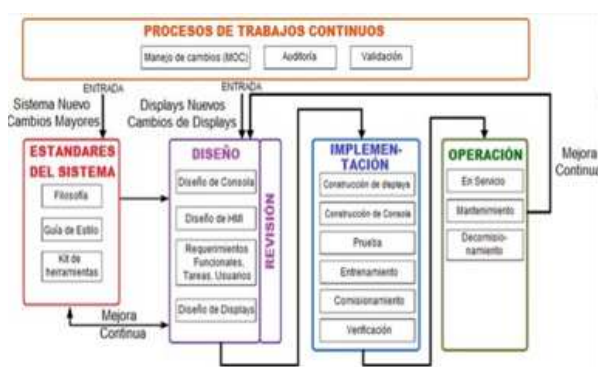 PROCESOS DE TRABAJOS CONTINUOS
Manejo de cambios (MOC)
Auditoría
Validación
ENTRADA
ENTRADA
Sistema Nuevo
Cambios Mayores
Displays Nuevos
Cambios de Displays
ESTANDARES
DEL SISTEMA
Filosofía
Guía de Estilo
Kit de
herramientas
Mejora
Continua
DISEÑO
Diseño de Consola
Diseño de HMI
Requerimientos
Funcionales,
Tareas, Usuarios
Diseño de Displays
REVISIÓN
IMPLEMEN-
TACIÓN
Construcción de displays
Construcción de Consola
Prueba
Entrenamiento
Comisionamiento
Verificación
OPERACIÓN
En Servicio
Mantenimiento
Decomisio-
namiento
Mejora
Continua